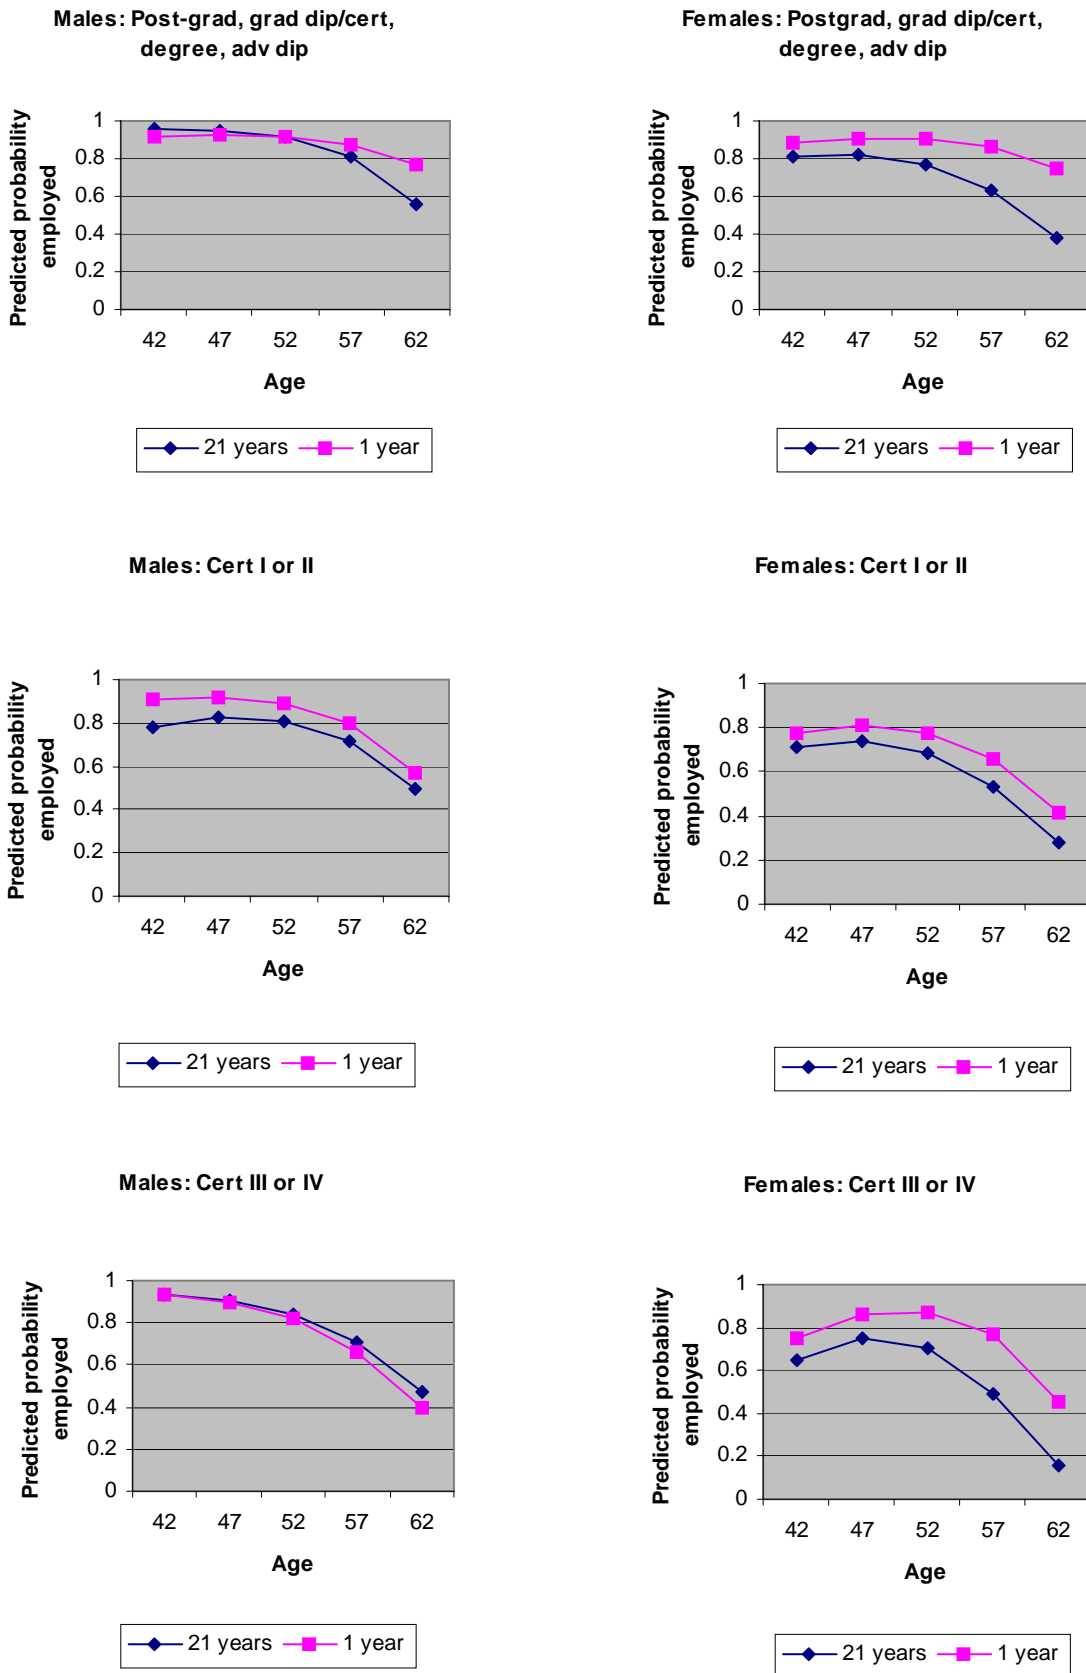 Males: Post-grad, grad dip/cert,
degree, adv dip
Predicted probability
employed
1
0.8
0.6
0.4
0.2
0
42 47 52 57 62
Age
21 years 1 year
Females: Postgrad, grad dip/cert,
degree, adv dip
Predicted probability
employed
1
0.8
0.6
0.4
0.2
0
42 47 52 57 62
Age
21 years 1 year
Males: Cert I or II
Predicted probability
employed
1
0.8
0.6
0.4
0.2
0
42 47 52 57 62
Age
21 years 1 year
Females: Cert I or II
Predicted probability
employed
1
0.8
0.6
0.4
0.2
0
42 47 52 57 62
Age
21 years 1 year
Males: Cert III or IV
Predicted probability
employed
1
0.8
0.6
0.4
0.2
0
42 47 52 57 62
Age
21 years 1 year
Females: Cert III or IV
Predicted probability
employed
1
0.8
0.6
0.4
0.2
0
42 47 52 57 62
Age
21 years 1 year